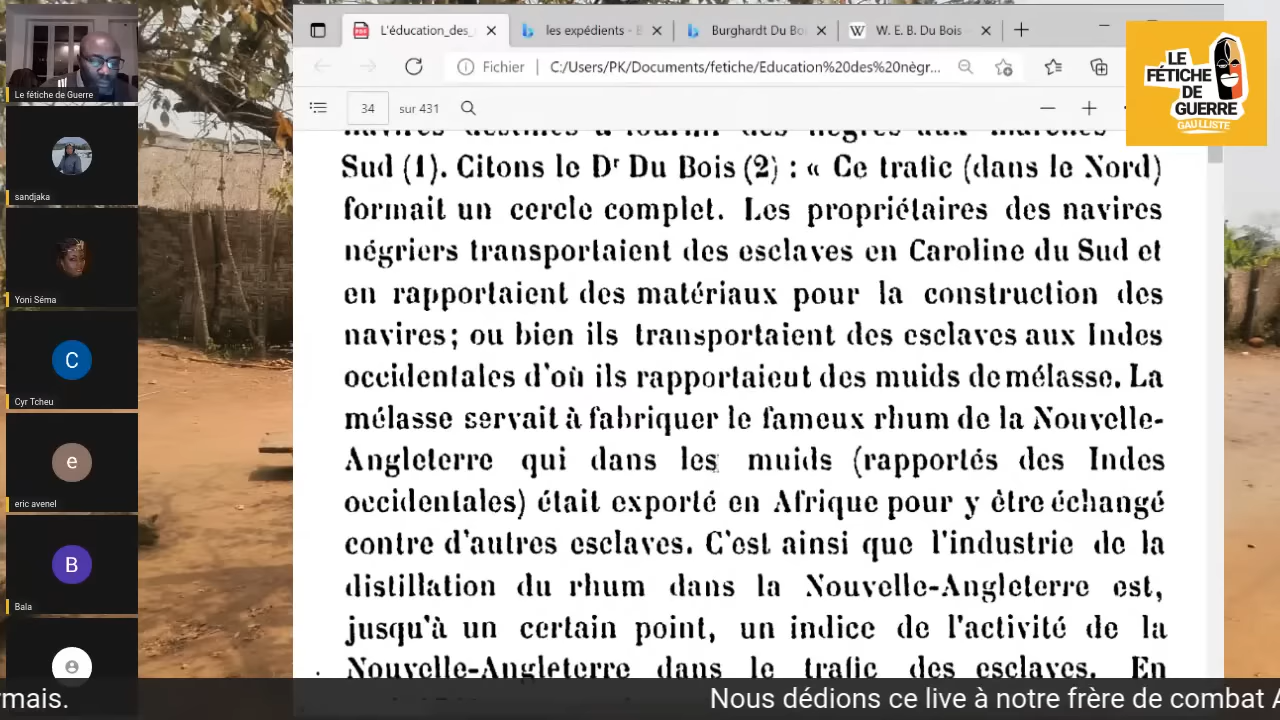 Le fétiche de Guerre
sandjaka
Yoni Séma
C
Cyr Tcheu
e
eric avenel
B
Bala
L'éducation_des_
les expédients - B
Burghardt Du Bo
W
W. E. B. Du Bois
Fichier
C:/Users/PK/Documents/fetiche/Education%20des%20nègr...
34
sur 431
LE
FÉTICHE
DE
GUERRE
GAULLISTE
navires destinés à fournir des nègres aux marchés
Sud (1). Citons le Dr Du Bois (2) : « Ce trafic (dans le Nord)
formait un cercle complet. Les propriétaires des navires
négriers transportaient des esclaves en Caroline du Sud et
en rapportaient des matériaux pour la construction des
navires; ou bien ils transportaient des esclaves aux Indes
occidentales d'où ils rapportaient des muids de mélasse. La
mélasse servait à fabriquer le fameux rhum de la Nouvelle-
Angleterre qui dans les muids (rapportés des Indes
occidentales) était exporté en Afrique pour y être échangé
contre d'autres esclaves. C'est ainsi que l'industrie de la
distillation du rhum dans la Nouvelle-Angleterre est,
jusqu'à un certain point, un indice de l'activité de la
Nouvelle-Angleterre dans le trafic des esclaves. En
rmais.
Nous dédions ce live à notre frère de combat A